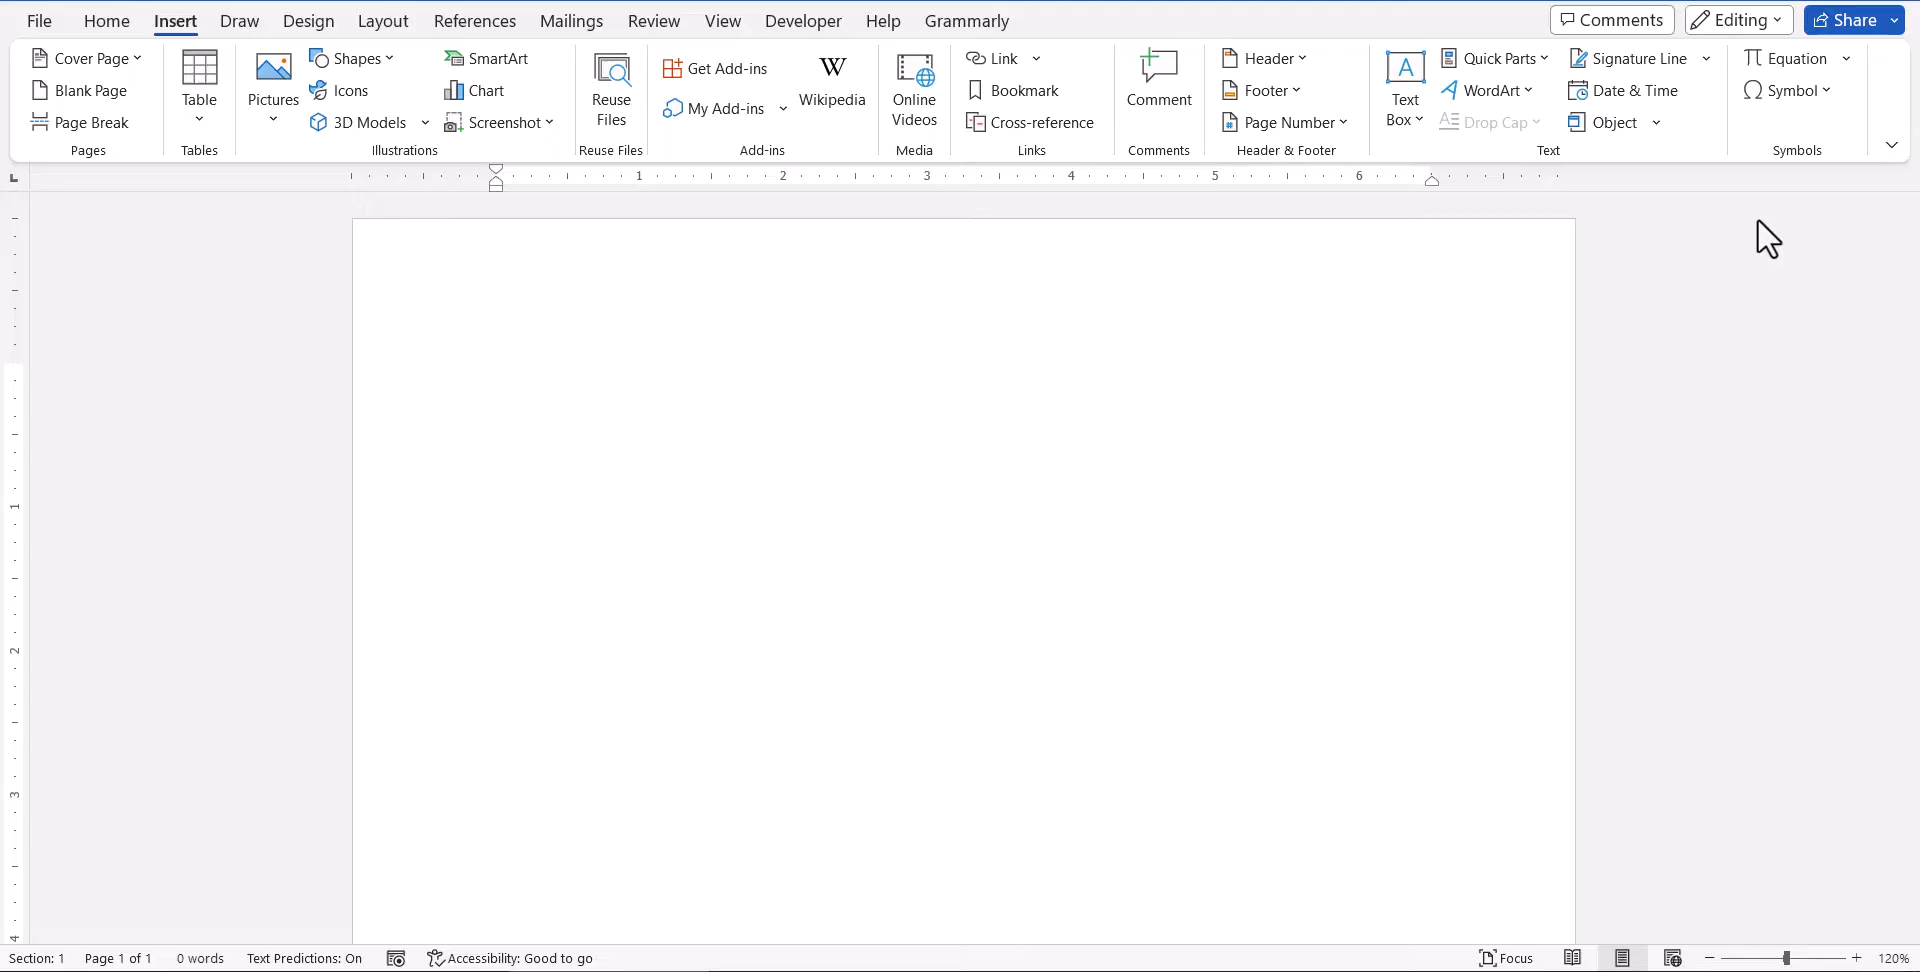 File Home Insert Draw Design Layout References Mailings Review View Developer Help Grammarly Comments Editing Share
Cover Page
Blank Page
Page Break
Pages
Table
Tables
Pictures
Shapes
Icons
3D Models
SmartArt
Chart
Screenshot
Illustrations
Reuse
Files
Reuse Files
Get Add-ins
My Add-ins
W
Wikipedia
Add-ins
Online
Videos
Media
Link
Bookmark
Cross-reference
Links
Comment
Comments
Header
Footer
Page Number
Header & Footer
A
Text
Box
Quick Parts
WordArt
Drop Cap
Signature Line
Date & Time
Object
Text
Equation
Symbol
Symbols
1 2 3 4 5 6
1
2
3
4
Section: 1 Page 1 of 1 0 words Text Predictions: On Accessibility: Good to go Focus 120%